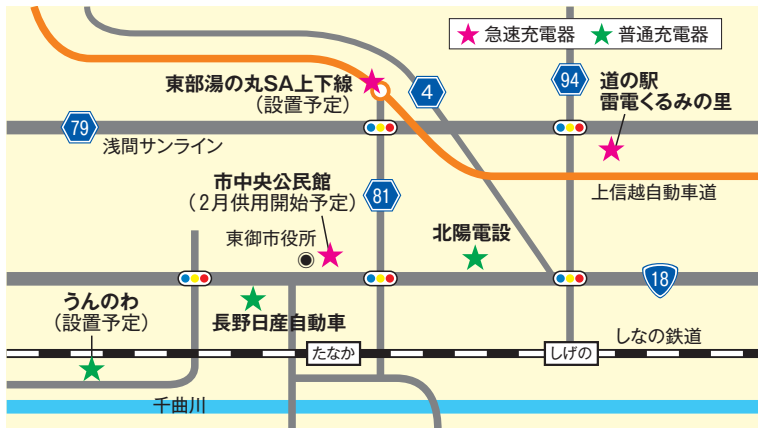 急速充電器 普通充電器
東部湯の丸SA上下線
(設置予定)
4
94
道の駅
雷電くるみの里
79
浅間サンライン
市中央公民館
(2月供用開始予定)
81
上信越自動車道
東御市役所
北陽電設
18
うんのわ
(設置予定)
長野日産自動車
しなの鉄道
たなか
しげの
千曲川